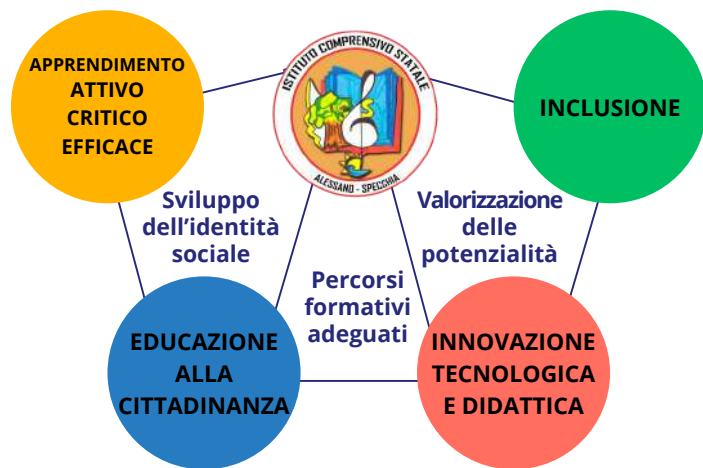 APPRENDIMENTO
ATTIVO
CRITICO
EFFICACE
ISTITUTO COMPRENSIVO STATALE
ALESSANO - SPECCHIA
INCLUSIONE
Sviluppo
dell'identità
sociale
Valorizzazione
delle
potenzialità
Percorsi
formativi
adeguati
EDUCAZIONE
ALLA
CITTADINANZA
INNOVAZIONE
TECNOLOGICA
E DIDATTICA